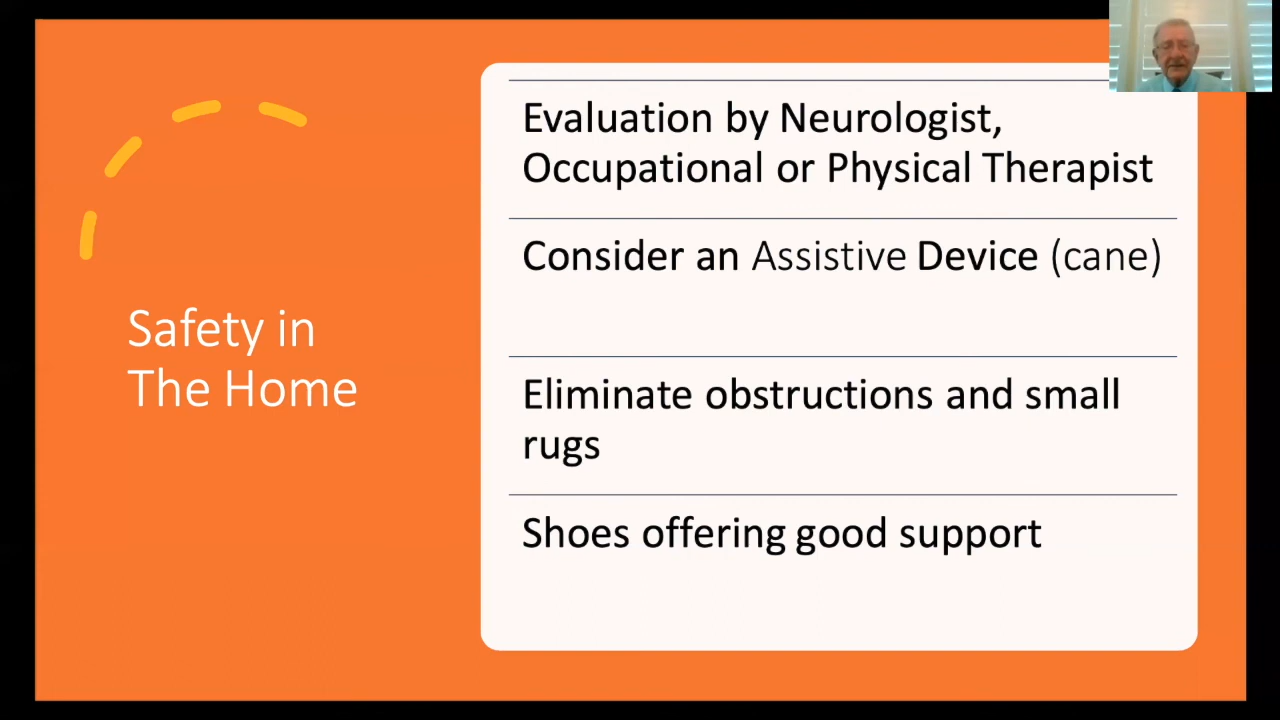 Safety in
The Home
Evaluation by Neurologist,
Occupational or Physical Therapist
Consider an Assistive Device (cane)
Eliminate obstructions and small
rugs
Shoes offering good support